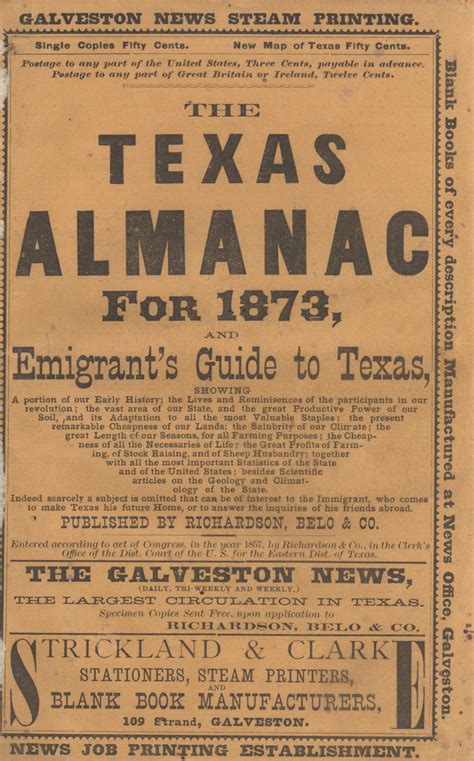 GALVESTON NEWS STEAM PRINTING.
Single Copies Fifty Cents. New Map of Texas Fifty Cents.
Postage to any part of the United States, Three Cents, payable in advance.
Postage to any part of Great Britain or Ireland, Twelve Cents.
THE
TEXAS
ALMANAC
FOR 1873,
AND
Emigrant's Guide to Texas,
SHOWING
A portion of our Early History; the Lives and Reminisences of the participants in our
revolution; the vast area of our State, and the great Productive Power of our
Soil, and its Adaptation to all the most Valuable Staples; the present
remarkable Cheapness of our Lands; the Salubrity of our Climate; the
great Length of our Seasons, for all Farming Purposes; the Cheap-
ness of all the Necessaries of Life; the Great Profits of Farm-
ing, of Stock Raising, and of Sheep Husbandry; together
with all the most important Statistics of the State
and of the United States; besides Scientific
articles on the Geology and Climat-
ology of the State.
Indeed scarcely a subject is omitted that can be of interest to the Immigrant, who comes
to make Texas his future Home, or to answer the inquiries of his friends abroad.
PUBLISHED BY RICHARDSON, BELO & CO.
Entered according to act of Congress, in the year 1857, by Richardson & Co., in the Clerk's
Office of the Dist. Court of the U. S. for the Eastern Dist. of Texas.
THE GALVESTON NEWS,
(DAILY, TRI-WEEKLY AND WEEKLY,)
THE LARGEST CIRCULATION IN TEXAS.
Specimen Copies Sent Free, upon application to
RICHARDSON, BELO & CO.
STRICKLAND & CLARKE
STATIONERS, STEAM PRINTERS,
AND
BLANK BOOK MANUFACTURERS,
109 Strand, GALVESTON.
NEWS JOB PRINTING ESTABLISHMENT.
Blank Books of every description Manufactured at News Office, Galveston.